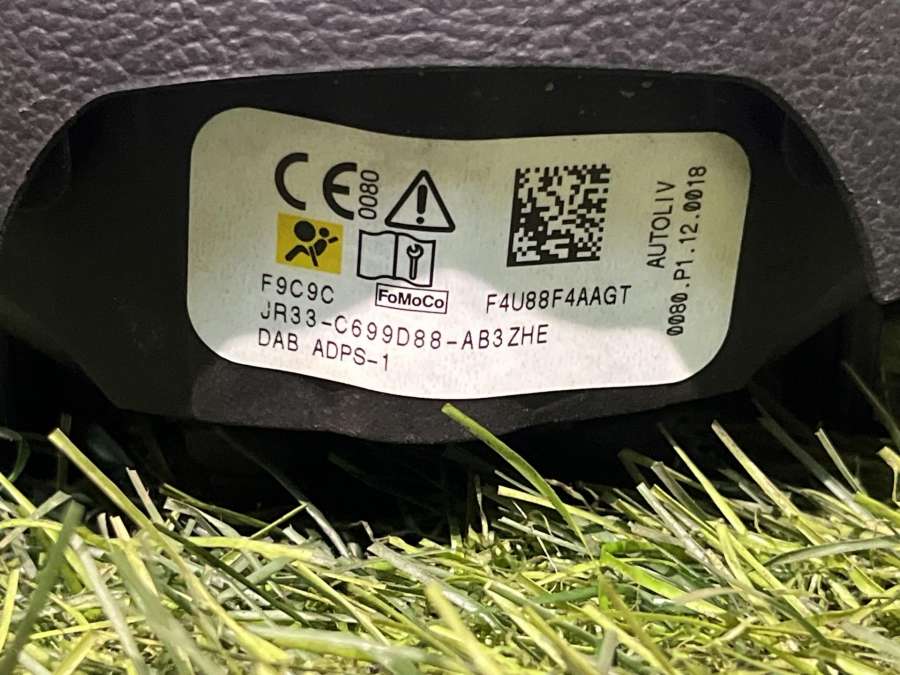 CE 0080
F9C9C
FoMoCo
F4U88F4AAGT
JR33-C699D88-AB3ZHE
DAB ADPS-1
AUTOLIV
0080.P1.12.0018